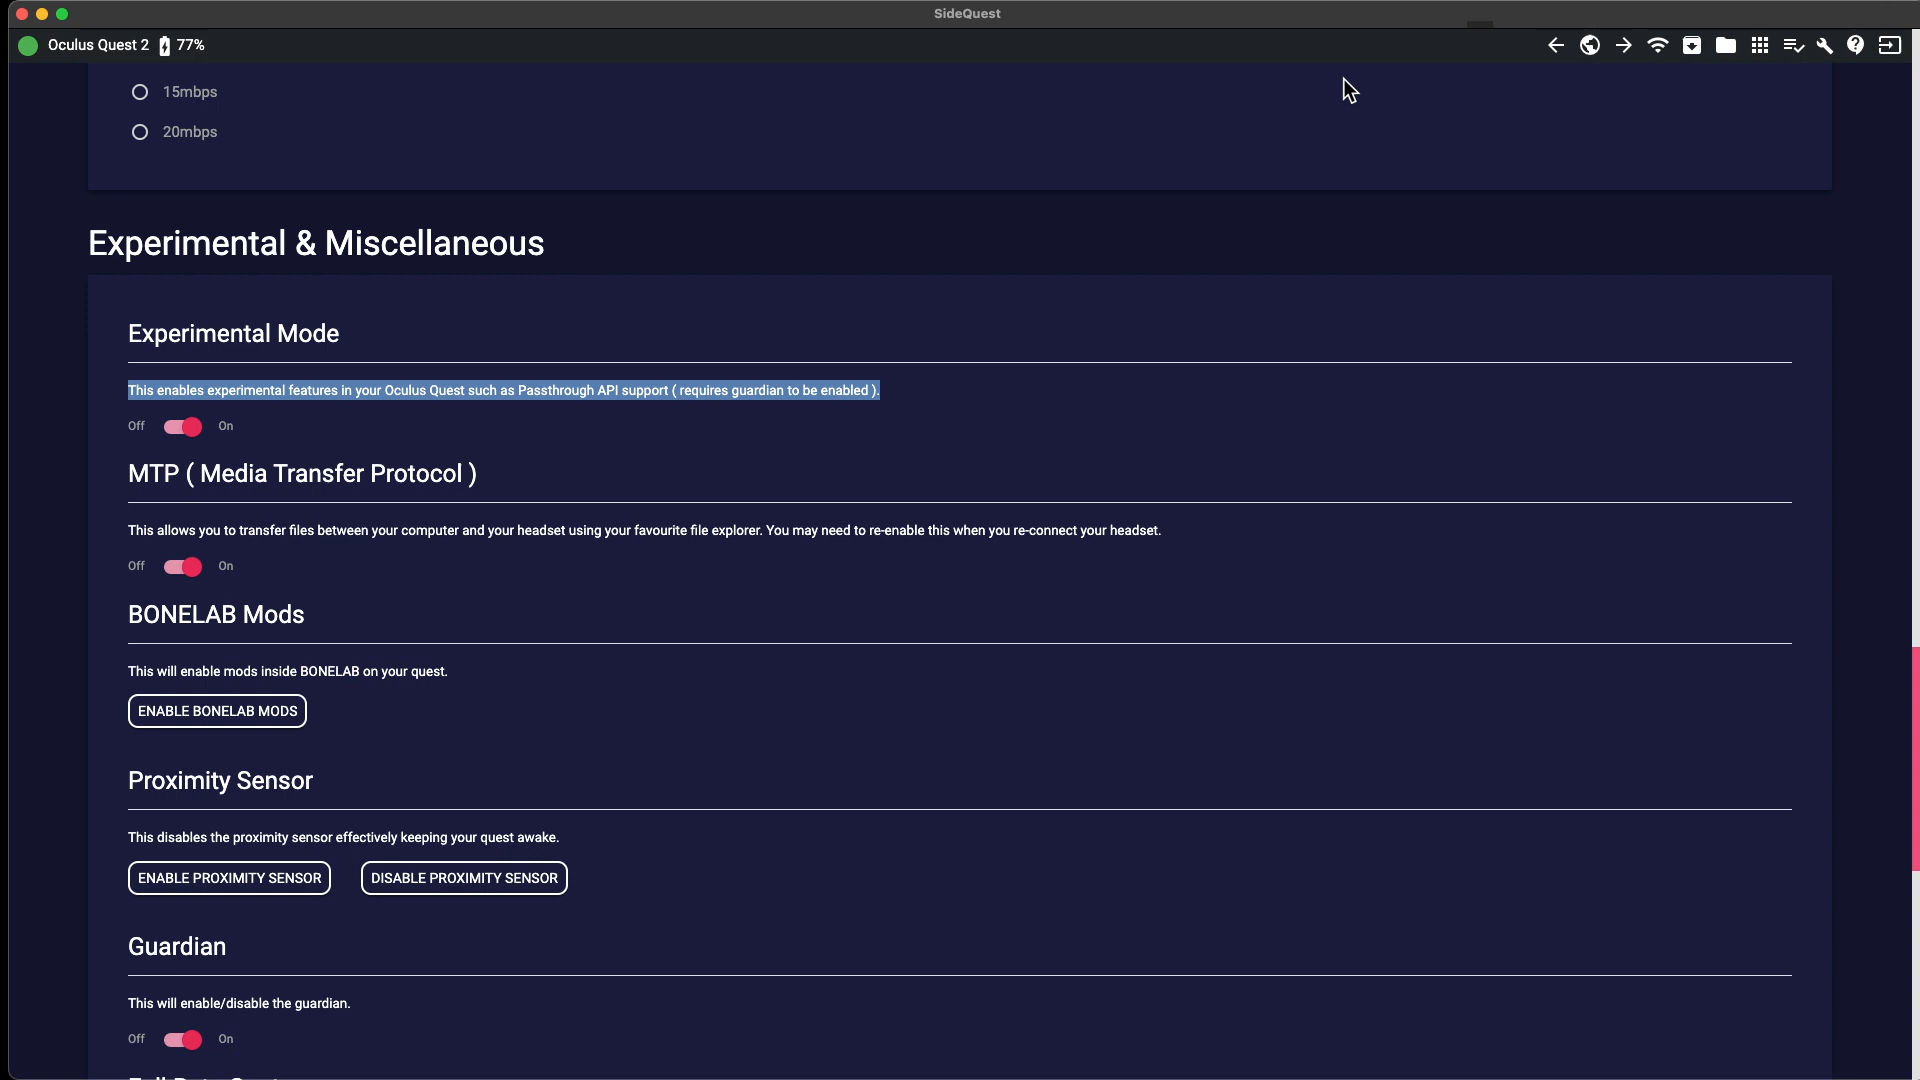 SideQuest
Oculus Quest 2 77%
15mbps
20mbps
Experimental & Miscellaneous
Experimental Mode
This enables experimental features in your Oculus Quest such as Passthrough API support ( requires guardian to be enabled ).
Off On
MTP ( Media Transfer Protocol )
This allows you to transfer files between your computer and your headset using your favourite file explorer. You may need to re-enable this when you re-connect your headset.
Off On
BONELAB Mods
This will enable mods inside BONELAB on your quest.
ENABLE BONELAB MODS
Proximity Sensor
This disables the proximity sensor effectively keeping your quest awake.
ENABLE PROXIMITY SENSOR DISABLE PROXIMITY SENSOR
Guardian
This will enable/disable the guardian.
Off On